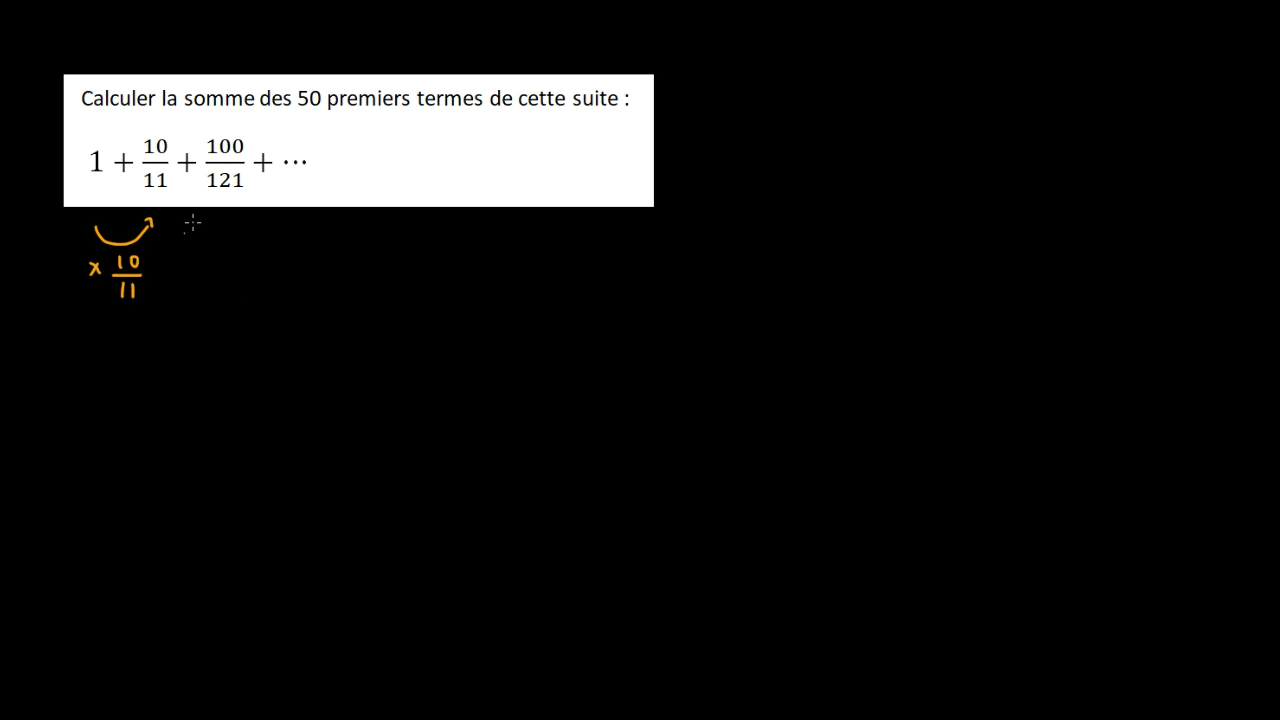 Calculer la somme des 50 premiers termes de cette suite :
1 + 10/11 + 100/121 + ⋯
× 10/11